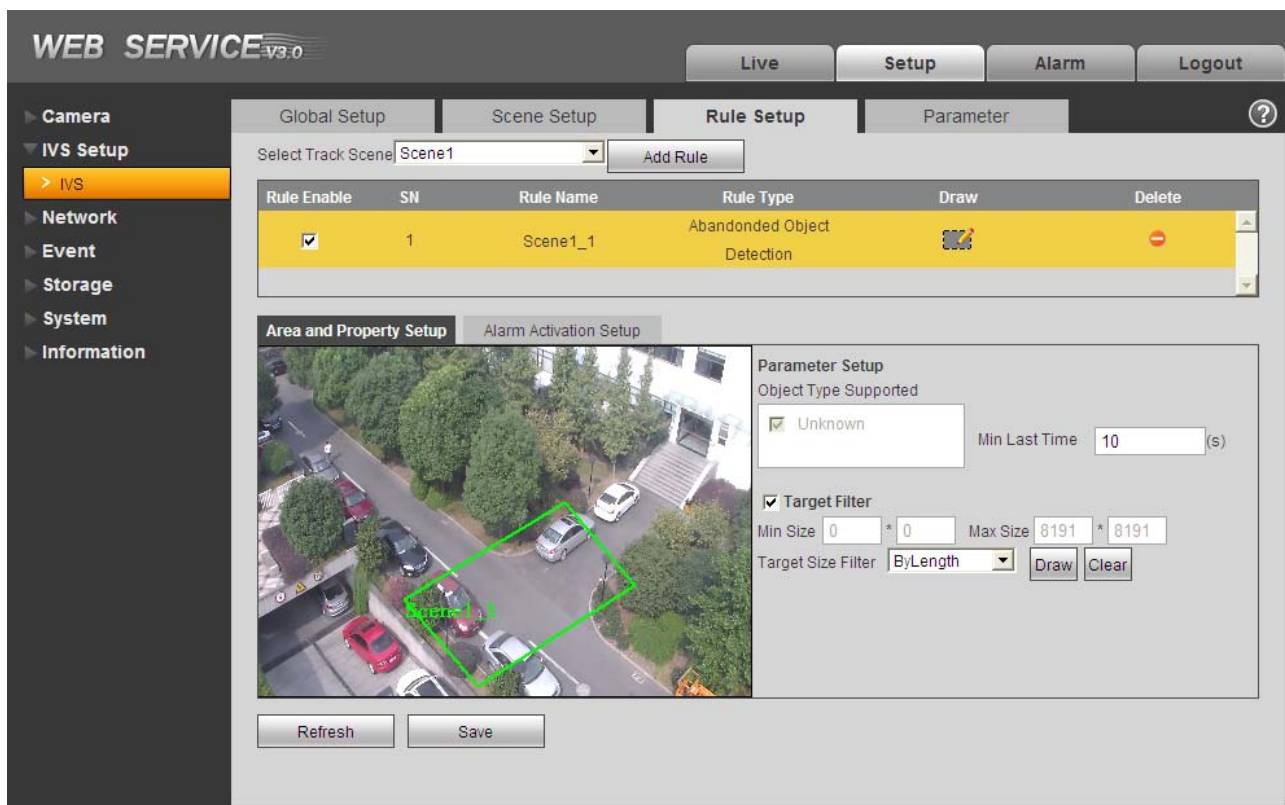 WEB SERVICE V3.0
Live
Setup
Alarm
Logout
Camera
IVS Setup
> IVS
Network
Event
Storage
System
Information
Global Setup
Scene Setup
Rule Setup
Parameter
?
Select Track Scene Scene1
Add Rule
Rule Enable SN Rule Name Rule Type Draw Delete
1 Scene1_1 Abandonded Object
Detection
Area and Property Setup
Alarm Activation Setup
Scene1_1
Parameter Setup
Object Type Supported
Unknown
Min Last Time 10 (s)
Target Filter
Min Size 0 * 0 Max Size 8191 * 8191
Target Size Filter ByLength Draw Clear
Refresh
Save